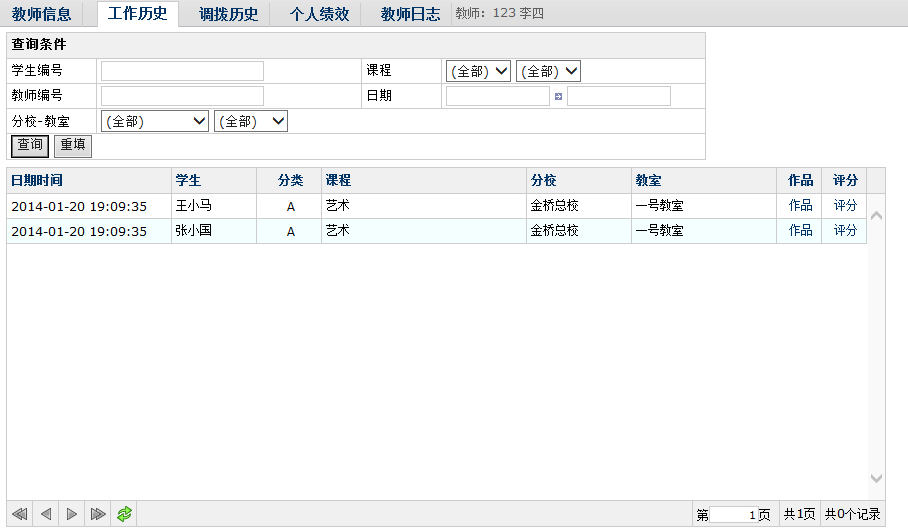 教师信息 工作历史 调拨历史 个人绩效 教师日志 教师：123 李四
查询条件
学生编号 课程 (全部) (全部)
教师编号 日期
分校-教室 (全部) (全部)
查询 重填
日期时间 学生 分类 课程 分校 教室 作品 评分
2014-01-20 19:09:35 王小马 A 艺术 金桥总校 一号教室 作品 评分
2014-01-20 19:09:35 张小国 A 艺术 金桥总校 一号教室 作品 评分
第 1页 共1页 共0个记录